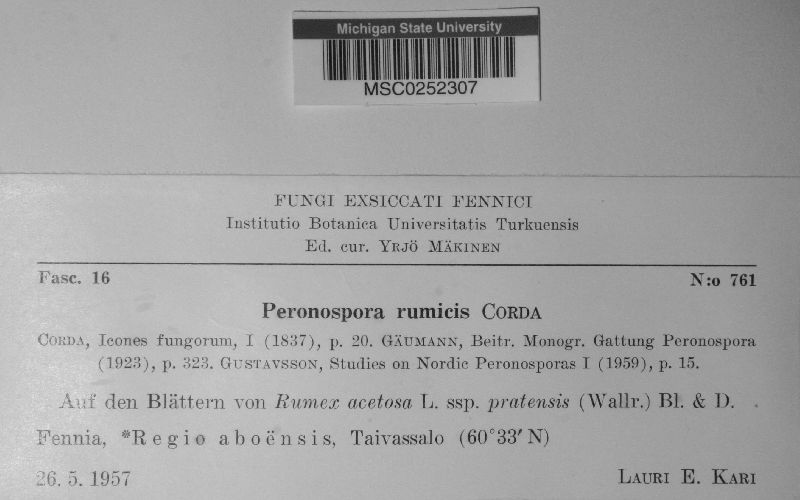 Michigan State University
MSC0252307
FUNGI EXSICCATI FENNICI
Institutio Botanica Universitatis Turkuensis
Ed. cur. YRJÖ MÄKINEN
Fasc. 16 N:o 761
Peronospora rumicis CORDA
CORDA, Icones fungorum, I (1837), p. 20. GÄUMANN, Beitr. Monogr. Gattung Peronospora
(1923), p. 323. GUSTAVSSON, Studies on Nordic Peronosporas I (1959), p. 15.
Auf den Blättern von Rumex acetosa L. ssp. pratensis (Wallr.) Bl. & D.
Fennia, *Regio aboënsis, Taivassalo (60°33′ N)
26. 5. 1957 LAURI E. KARI